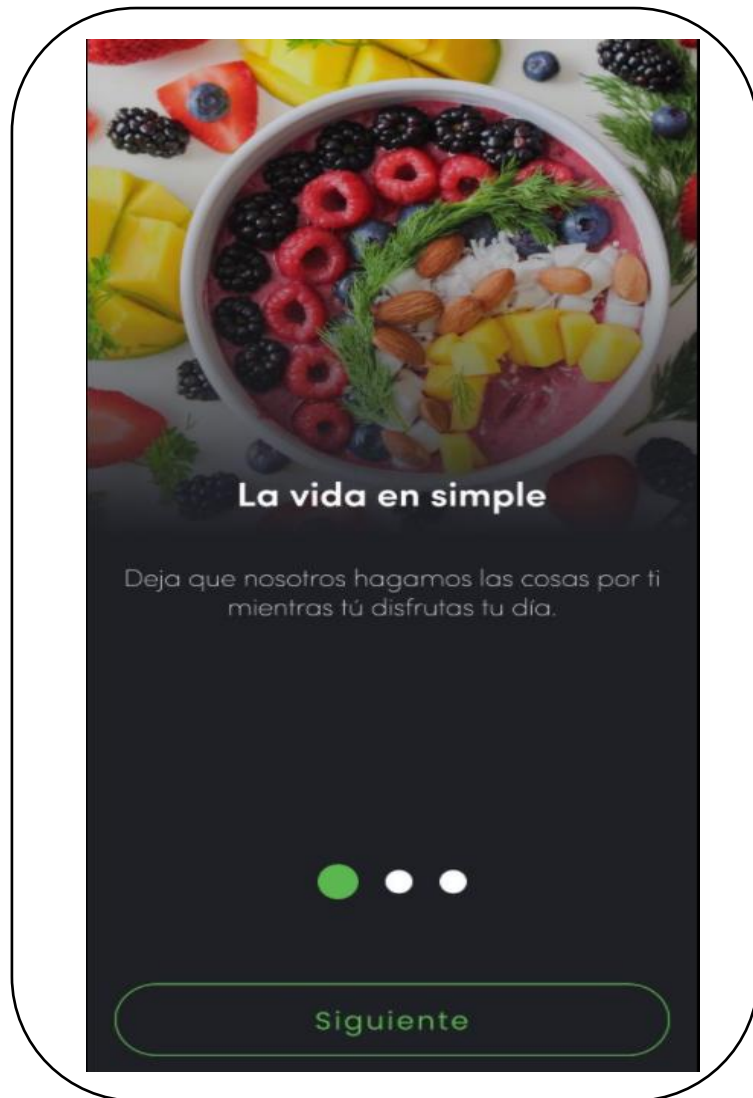 La vida en simple
Deja que nosotros hagamos las cosas por ti
mientras tú disfrutas tu día.
Siguiente